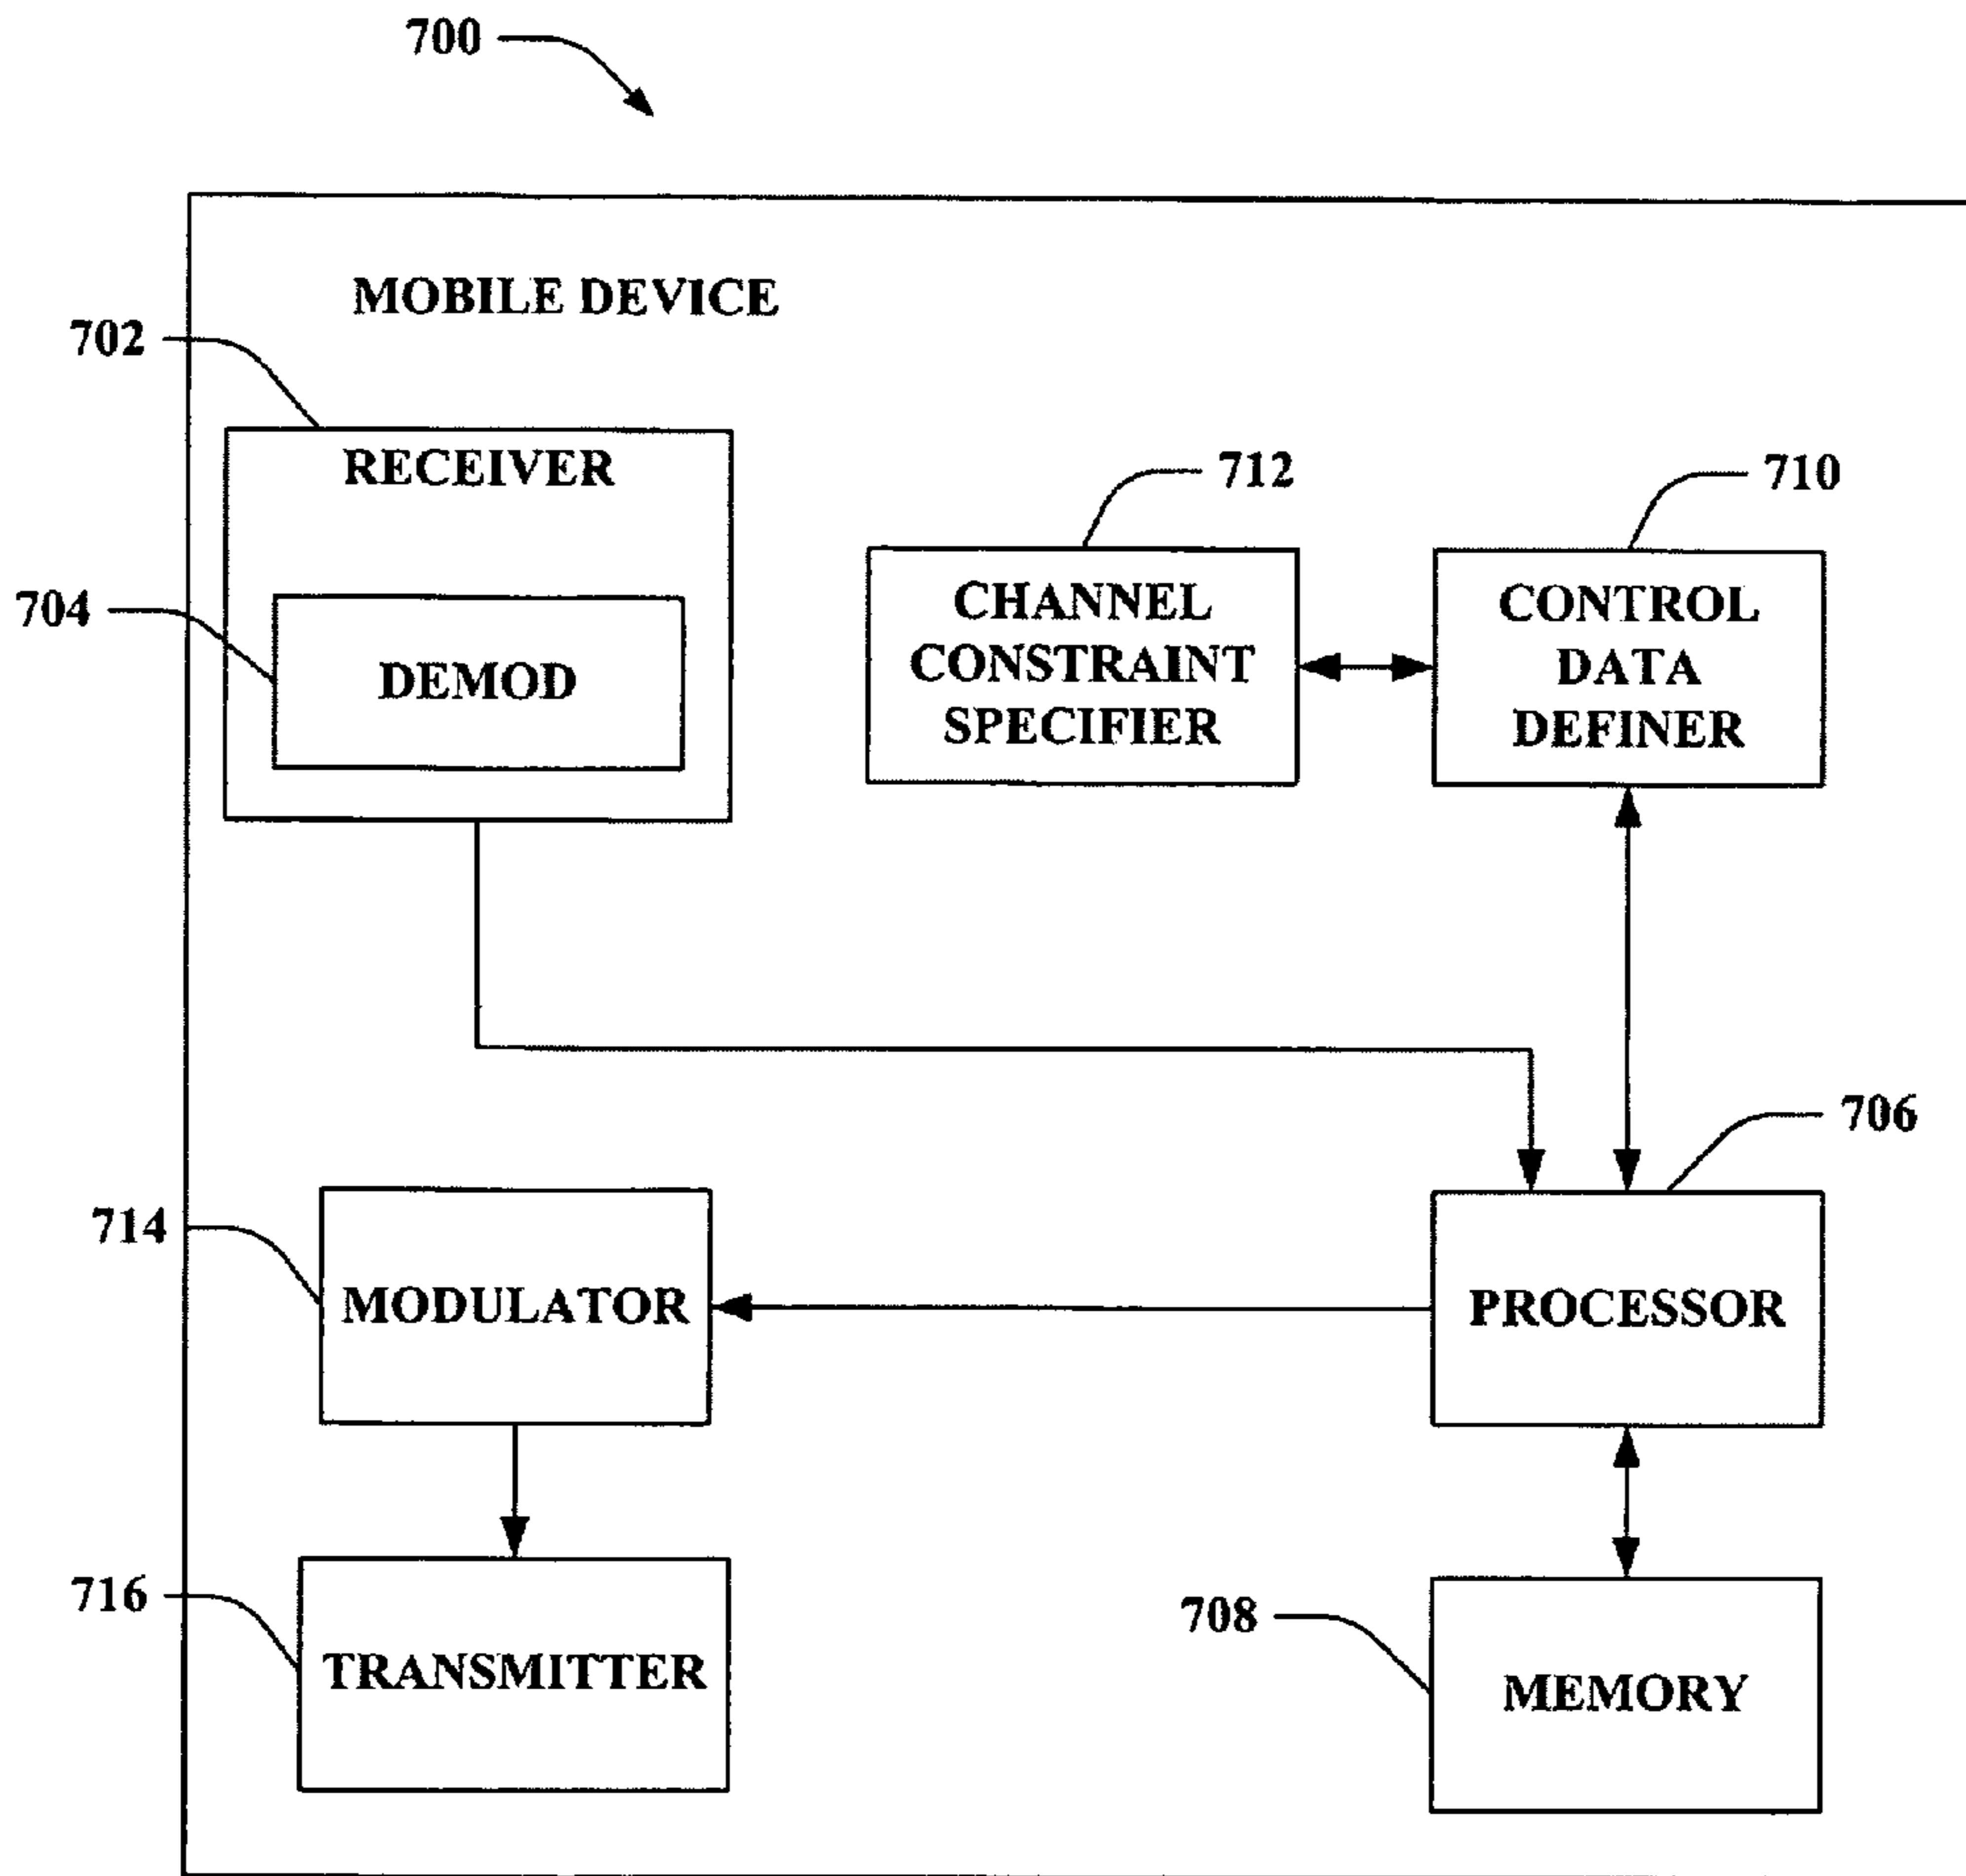 700
MOBILE DEVICE
702
RECEIVER
704
DEMOD
712
CHANNEL
CONSTRAINT
SPECIFIER
710
CONTROL
DATA
DEFINER
706
PROCESSOR
714
MODULATOR
716
TRANSMITTER
708
MEMORY